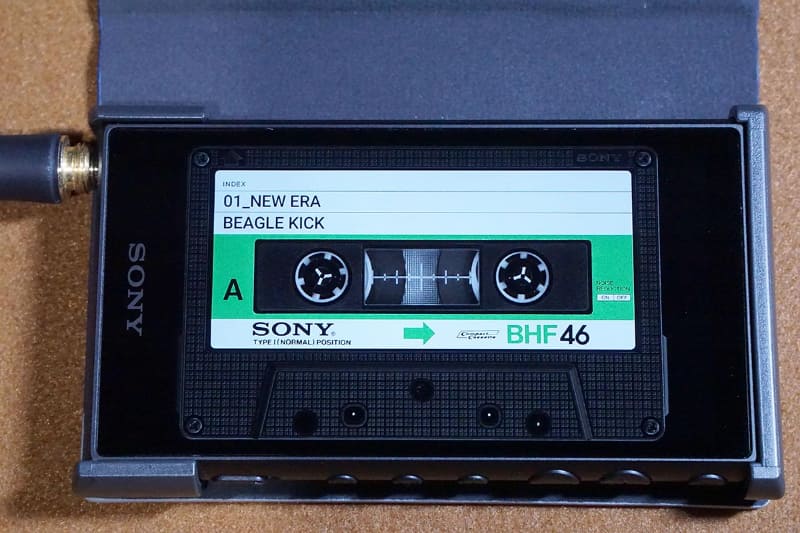 SONY
INDEX
01_NEW ERA
BEAGLE KICK
A
NOISE
REDUCTION
ON OFF
SONY®
TYPE I (NORMAL) POSITION
Compact
Cassette
BHF 46
SONY